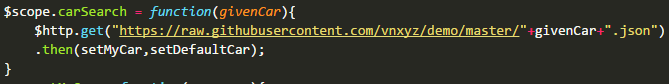 $scope.carSearch = function(givenCar){
$http.get("https://raw.githubusercontent.com/vnxyz/demo/master/"+givenCar+".json")
.then(setMyCar,setDefaultCar);
}